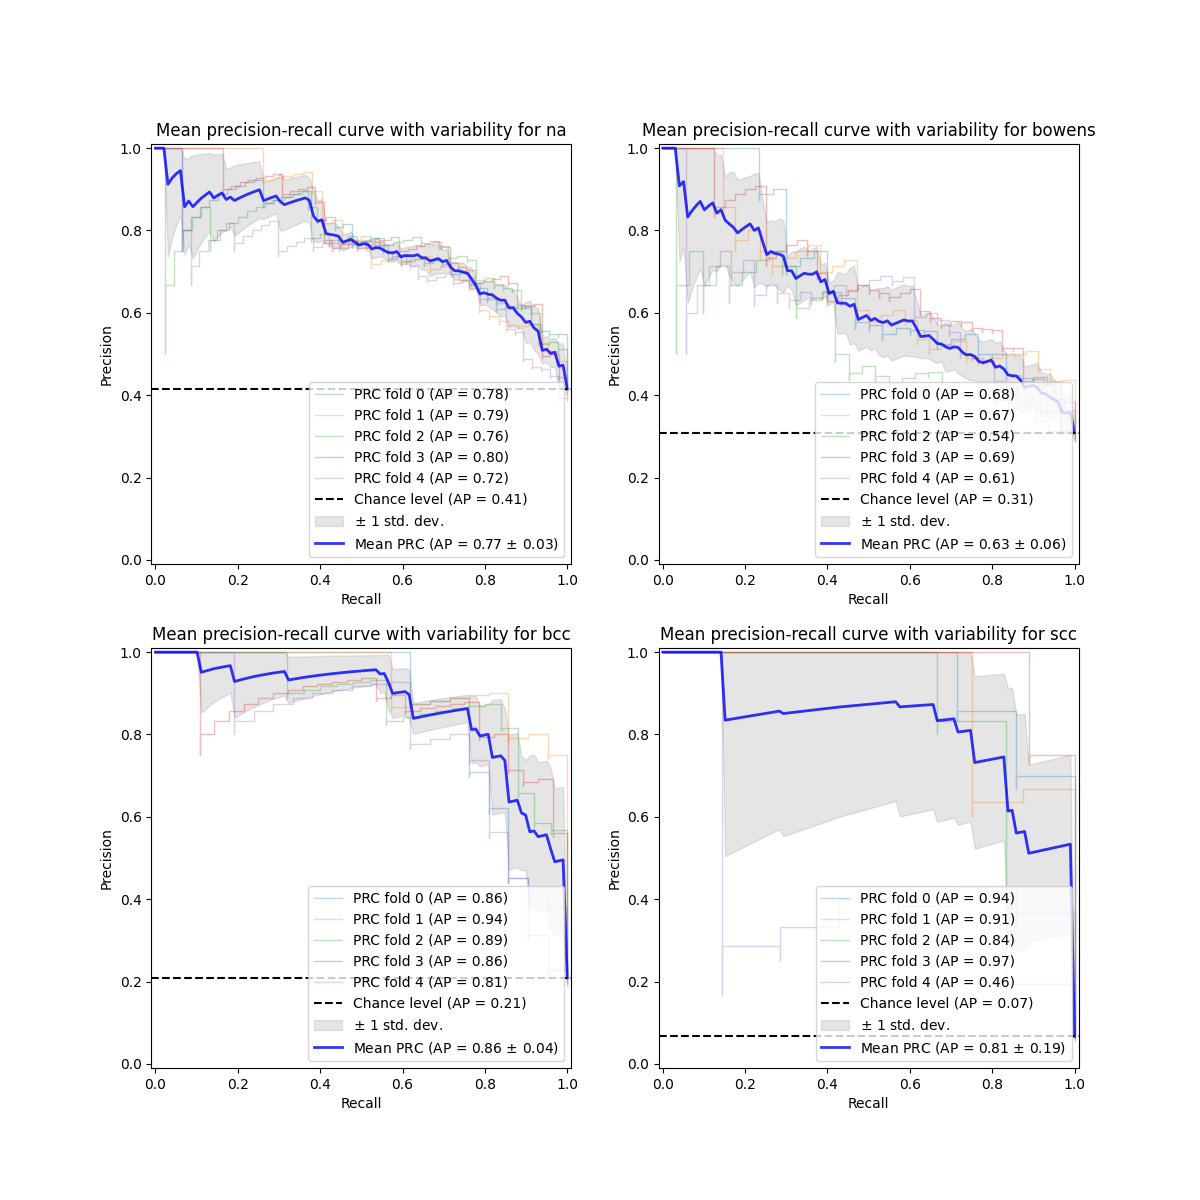 Mean precision-recall curve with variability for na
1.0
0.8
0.6
0.4
0.2
0.0
Precision
PRC fold 0 (AP = 0.78)
PRC fold 1 (AP = 0.79)
PRC fold 2 (AP = 0.76)
PRC fold 3 (AP = 0.80)
PRC fold 4 (AP = 0.72)
Chance level (AP = 0.41)
± 1 std. dev.
Mean PRC (AP = 0.77 ± 0.03)
0.0 0.2 0.4 0.6 0.8 1.0
Recall
Mean precision-recall curve with variability for bowens
1.0
0.8
0.6
0.4
0.2
0.0
Precision
PRC fold 0 (AP = 0.68)
PRC fold 1 (AP = 0.67)
PRC fold 2 (AP = 0.54)
PRC fold 3 (AP = 0.69)
PRC fold 4 (AP = 0.61)
Chance level (AP = 0.31)
± 1 std. dev.
Mean PRC (AP = 0.63 ± 0.06)
0.0 0.2 0.4 0.6 0.8 1.0
Recall
Mean precision-recall curve with variability for bcc
1.0
0.8
0.6
0.4
0.2
0.0
Precision
PRC fold 0 (AP = 0.86)
PRC fold 1 (AP = 0.94)
PRC fold 2 (AP = 0.89)
PRC fold 3 (AP = 0.86)
PRC fold 4 (AP = 0.81)
Chance level (AP = 0.21)
± 1 std. dev.
Mean PRC (AP = 0.86 ± 0.04)
0.0 0.2 0.4 0.6 0.8 1.0
Recall
Mean precision-recall curve with variability for scc
1.0
0.8
0.6
0.4
0.2
0.0
Precision
PRC fold 0 (AP = 0.94)
PRC fold 1 (AP = 0.91)
PRC fold 2 (AP = 0.84)
PRC fold 3 (AP = 0.97)
PRC fold 4 (AP = 0.46)
Chance level (AP = 0.07)
± 1 std. dev.
Mean PRC (AP = 0.81 ± 0.19)
0.0 0.2 0.4 0.6 0.8 1.0
Recall